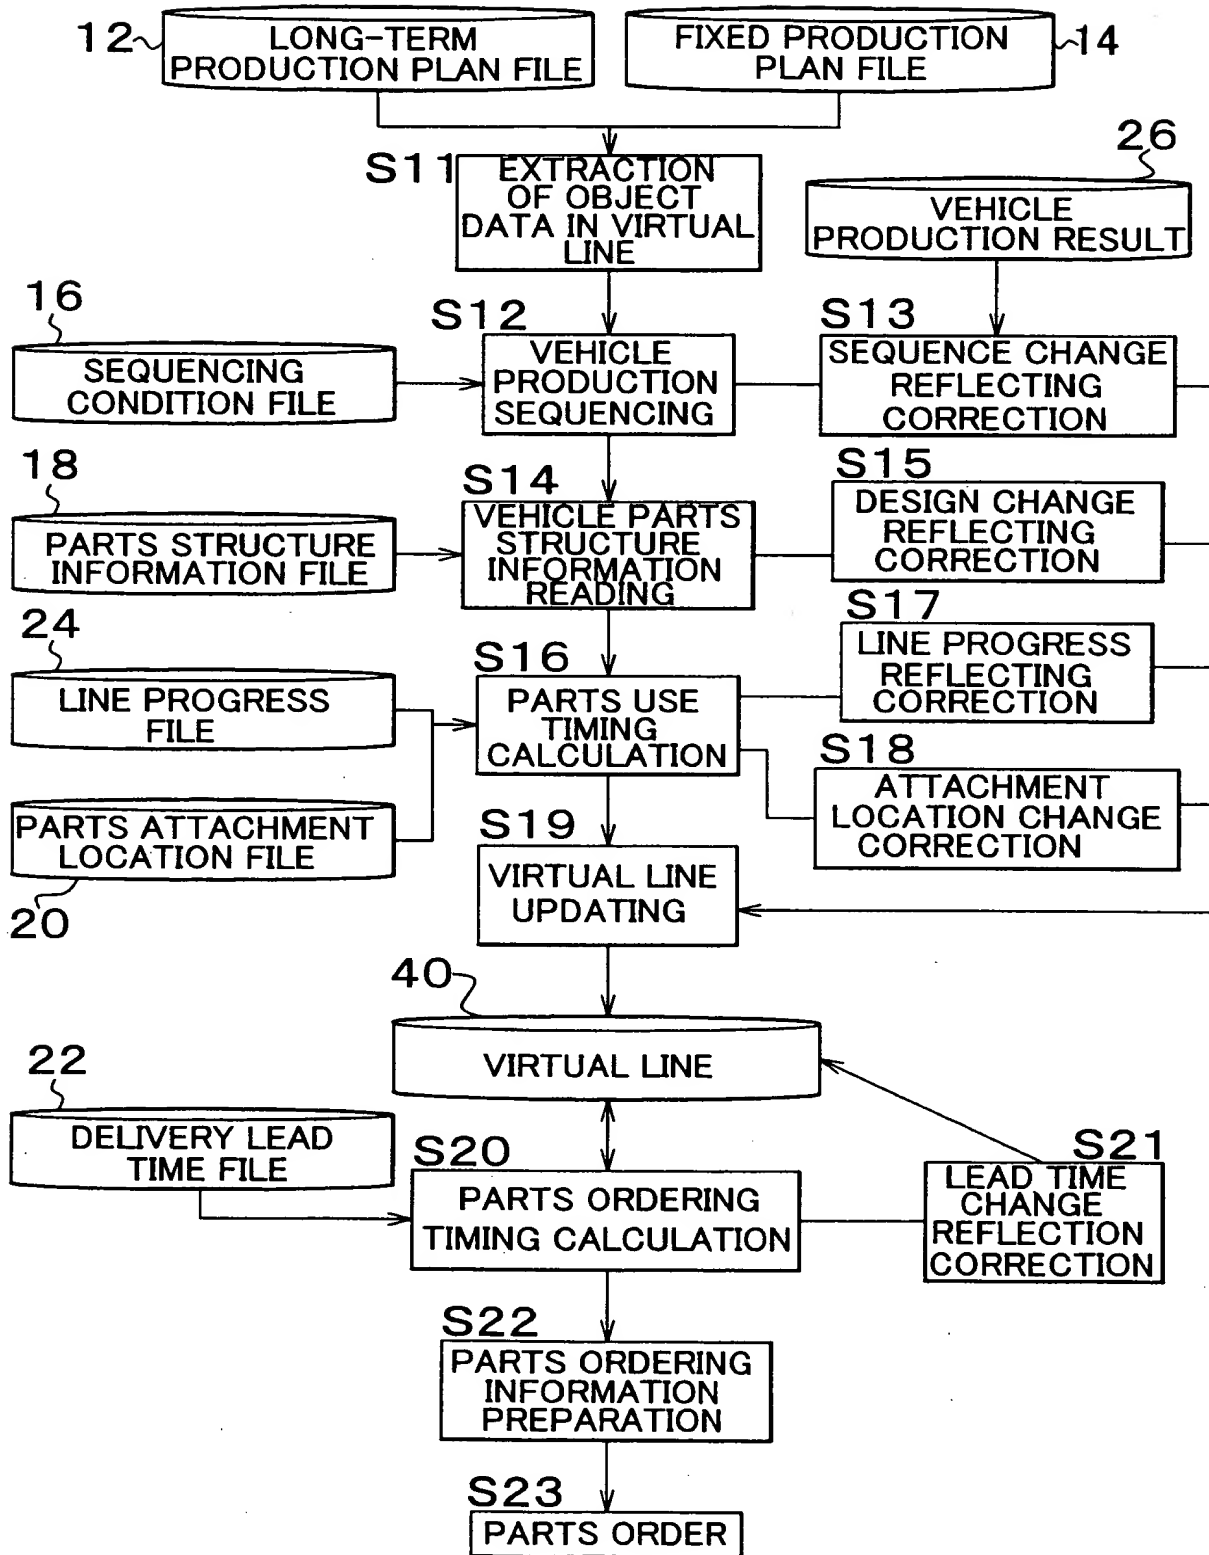 12
LONG-TERM
PRODUCTION PLAN FILE
FIXED PRODUCTION
PLAN FILE
14
S11
EXTRACTION
OF OBJECT
DATA IN VIRTUAL
LINE
26
VEHICLE
PRODUCTION RESULT
16
SEQUENCING
CONDITION FILE
S12
VEHICLE
PRODUCTION
SEQUENCING
S13
SEQUENCE CHANGE
REFLECTING
CORRECTION
18
PARTS STRUCTURE
INFORMATION FILE
S14
VEHICLE PARTS
STRUCTURE
INFORMATION
READING
S15
DESIGN CHANGE
REFLECTING
CORRECTION
24
LINE PROGRESS
FILE
S16
PARTS USE
TIMING
CALCULATION
S17
LINE PROGRESS
REFLECTING
CORRECTION
PARTS ATTACHMENT
LOCATION FILE
20
S18
ATTACHMENT
LOCATION CHANGE
CORRECTION
S19
VIRTUAL LINE
UPDATING
40
VIRTUAL LINE
22
DELIVERY LEAD
TIME FILE
S20
PARTS ORDERING
TIMING CALCULATION
S21
LEAD TIME
CHANGE
REFLECTION
CORRECTION
S22
PARTS ORDERING
INFORMATION
PREPARATION
S23
PARTS ORDER